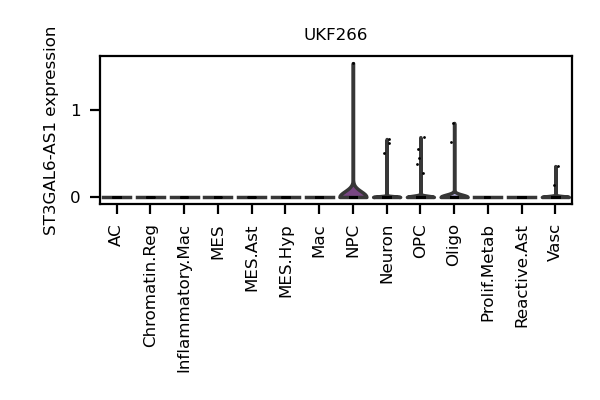 UKF266
ST3GAL6-AS1 expression
1
0
AC
Chromatin.Reg
Inflammatory.Mac
MES
MES.Ast
MES.Hyp
Mac
NPC
Neuron
OPC
Oligo
Prolif.Metab
Reactive.Ast
Vasc